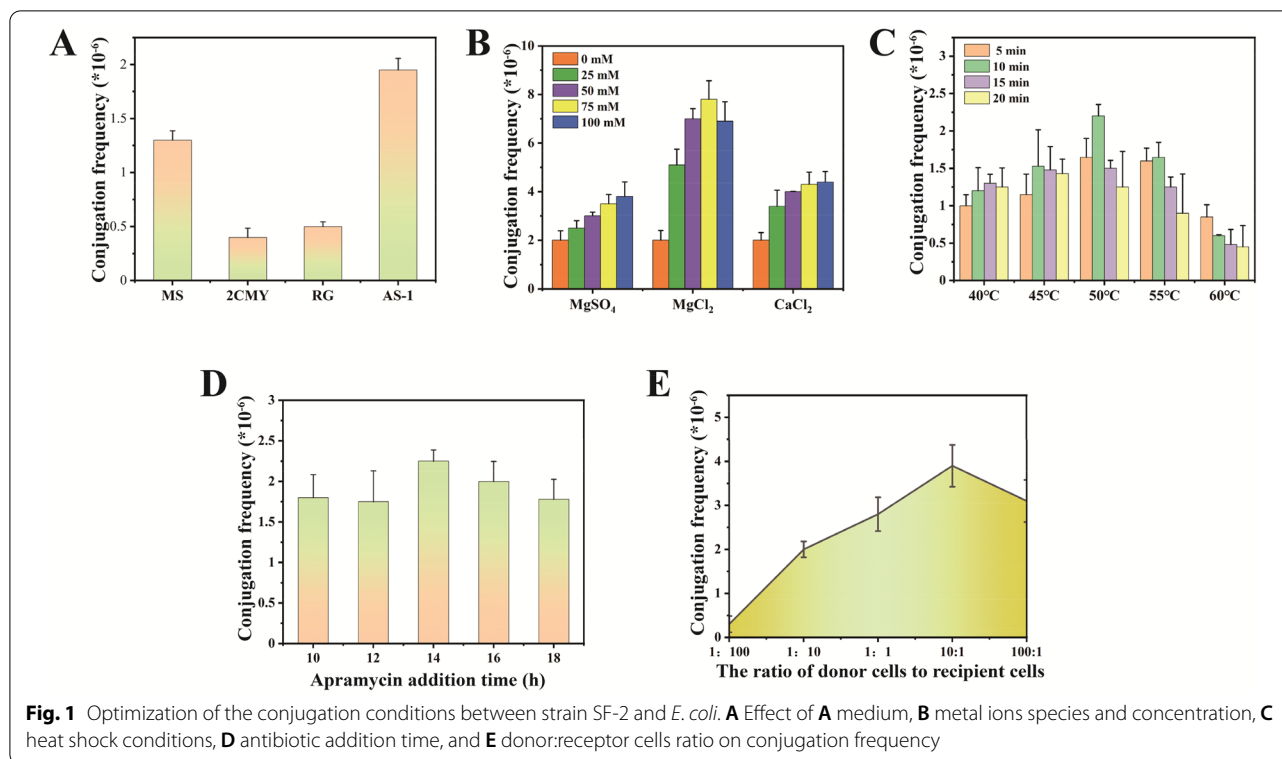 A
Conjugation frequency (*10-6)
2
1.5
1
0.5
0
MS 2CMY RG AS-1
B
Conjugation frequency (*10-6)
10
8
6
4
2
0
0 mM
25 mM
50 mM
75 mM
100 mM
MgSO4 MgCl2 CaCl2
C
Conjugation frequency (*10-6)
2.5
2
1.5
1
0.5
0
5 min
10 min
15 min
20 min
40°C 45°C 50°C 55°C 60°C
D
Conjugation frequency (*10-6)
3
2.5
2
1.5
1
0.5
0
10 12 14 16 18
Apramycin addition time (h)
E
Conjugation frequency (*10-6)
5
4
3
2
1
0
1: 100 1: 10 1: 1 10:1 100:1
The ratio of donor cells to recipient cells
Fig. 1 Optimization of the conjugation conditions between strain SF-2 and E. coli. A Effect of A medium, B metal ions species and concentration, C
heat shock conditions, D antibiotic addition time, and E donor:receptor cells ratio on conjugation frequency